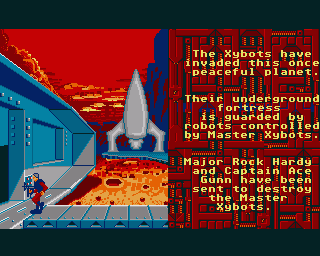 The Xybots have
invaded this once
peaceful planet.
Their underground
fortress
is guarded by
robots controlled
by Master Xybots.
Major Rock Hardy
and Captain Ace
Gunn have been
sent to destroy
the Master
Xybots.